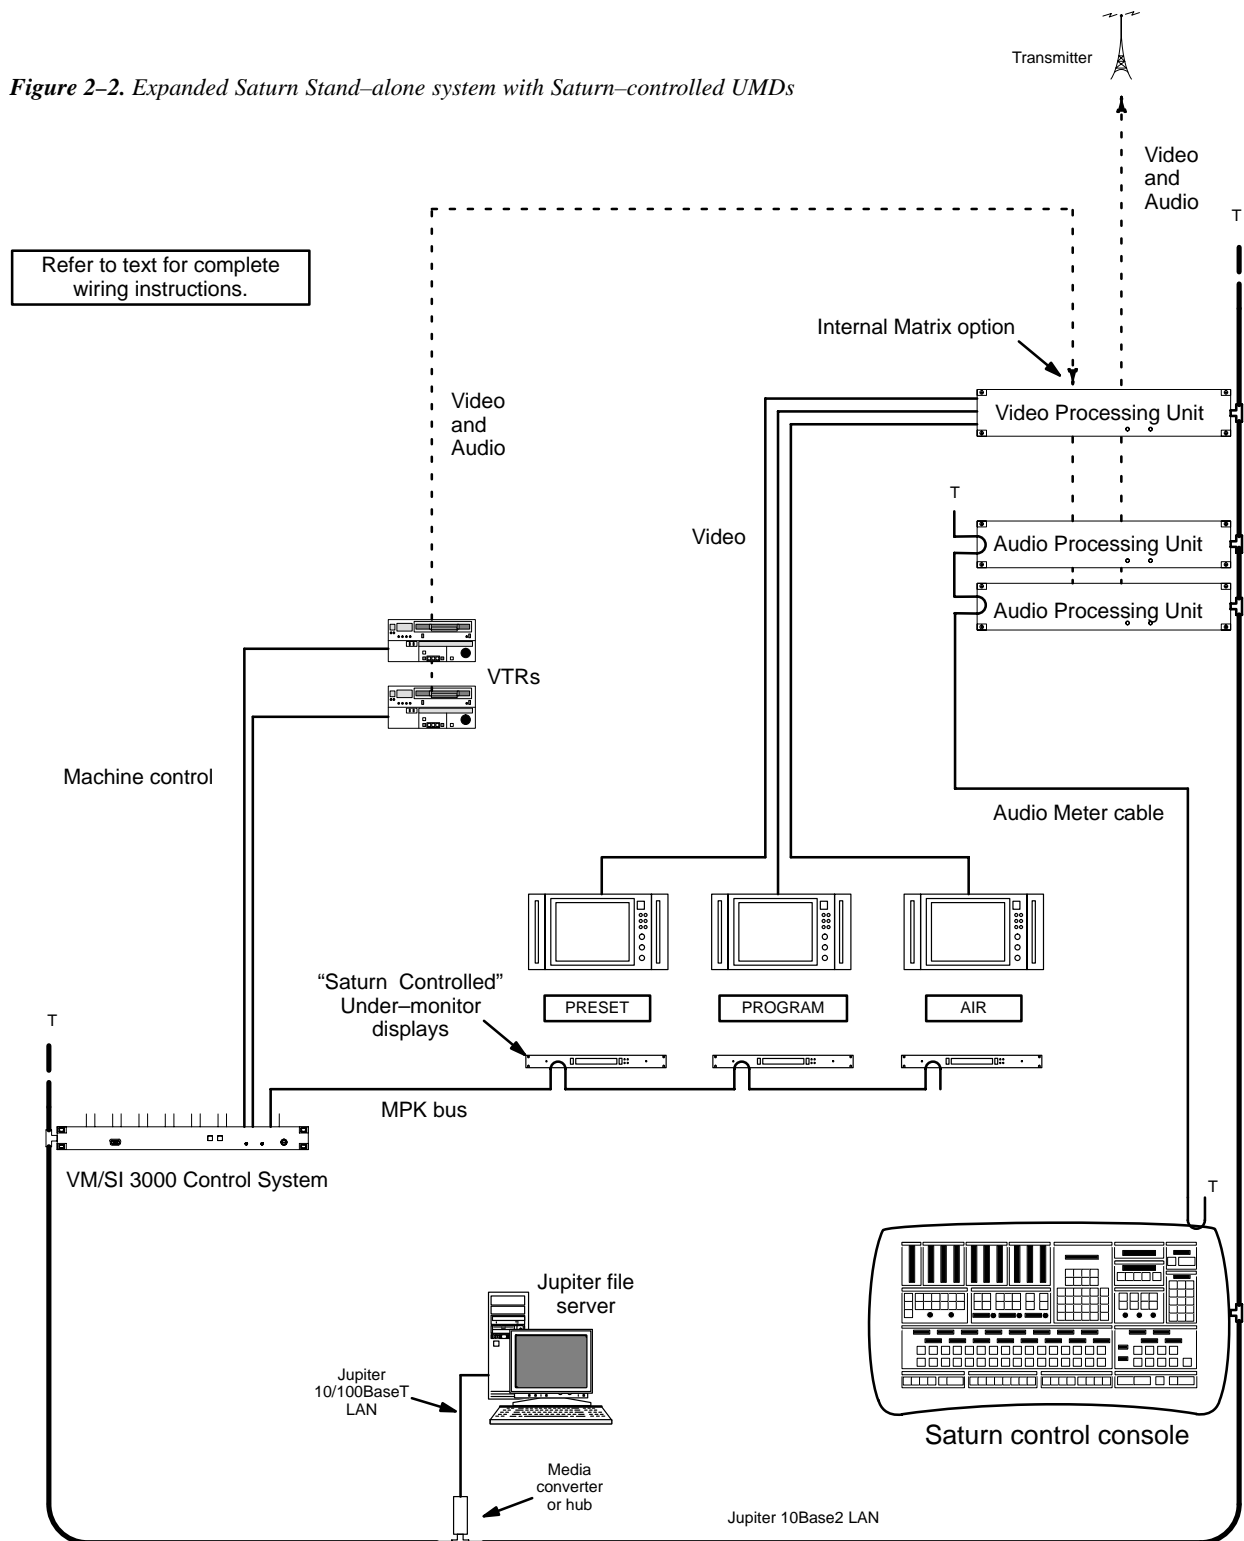 Transmitter
Figure 2–2. Expanded Saturn Stand–alone system with Saturn–controlled UMDs
Video
and
Audio
T
Refer to text for complete
wiring instructions.
Internal Matrix option
Video
and
Audio
Video Processing Unit
T
Video
Audio Processing Unit
Audio Processing Unit
VTRs
Machine control
Audio Meter cable
“Saturn Controlled”
Under–monitor
displays
PRESET
PROGRAM
AIR
T
MPK bus
VM/SI 3000 Control System
T
Jupiter file
server
Jupiter
10/100BaseT
LAN
Saturn control console
Media
converter
or hub
Jupiter 10Base2 LAN